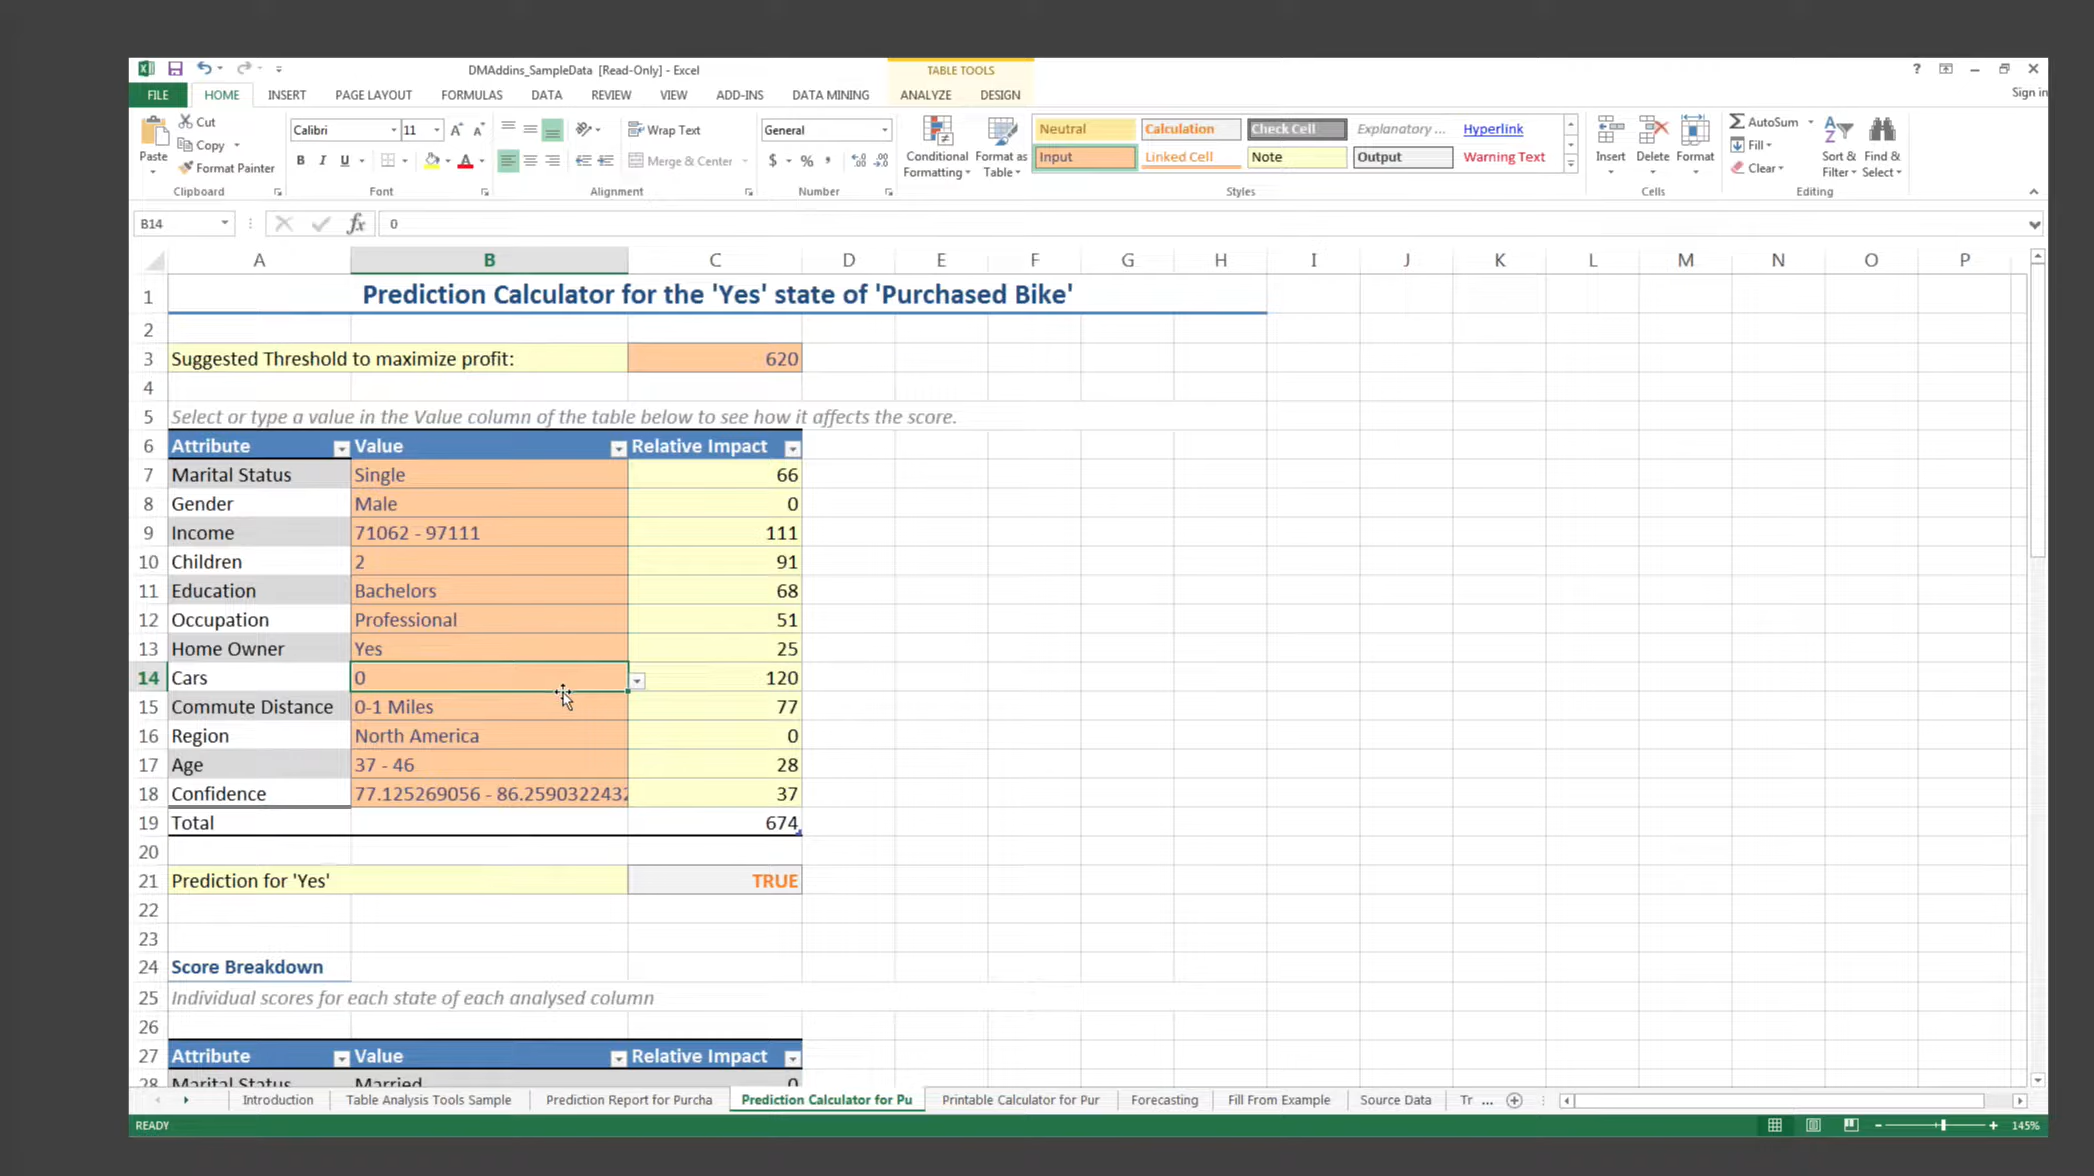 DMAddins_SampleData [Read-Only] - Excel
TABLE TOOLS
?
Sign in
FILE HOME INSERT PAGE LAYOUT FORMULAS DATA REVIEW VIEW ADD-INS DATA MINING ANALYZE DESIGN
Paste
Cut
Copy
Format Painter
Calibri 11
B I U
Wrap Text
Merge & Center
General
$ % ,
Conditional Formatting
Format as Table
Neutral Calculation Check Cell Explanatory ... Hyperlink
Input Linked Cell Note Output Warning Text
Insert Delete Format
AutoSum
Fill
Clear
Sort & Filter
Find & Select
Clipboard Font Alignment Number Styles Cells Editing
B14 fx 0
A B C D E F G H I J K L M N O P
1 Prediction Calculator for the 'Yes' state of 'Purchased Bike'
2
3 Suggested Threshold to maximize profit: 620
4
5 Select or type a value in the Value column of the table below to see how it affects the score.
6 Attribute Value Relative Impact
7 Marital Status Single 66
8 Gender Male 0
9 Income 71062 - 97111 111
10 Children 2 91
11 Education Bachelors 68
12 Occupation Professional 51
13 Home Owner Yes 25
14 Cars 0 120
15 Commute Distance 0-1 Miles 77
16 Region North America 0
17 Age 37 - 46 28
18 Confidence 77.125269056 - 86.2590322432 37
19 Total 674
20
21 Prediction for 'Yes' TRUE
22
23
24 Score Breakdown
25 Individual scores for each state of each analysed column
26
27 Attribute Value Relative Impact
28 Marital Status Married 0
Introduction Table Analysis Tools Sample Prediction Report for Purcha Prediction Calculator for Pu Printable Calculator for Pur Forecasting Fill From Example Source Data Tr ...
READY 145%